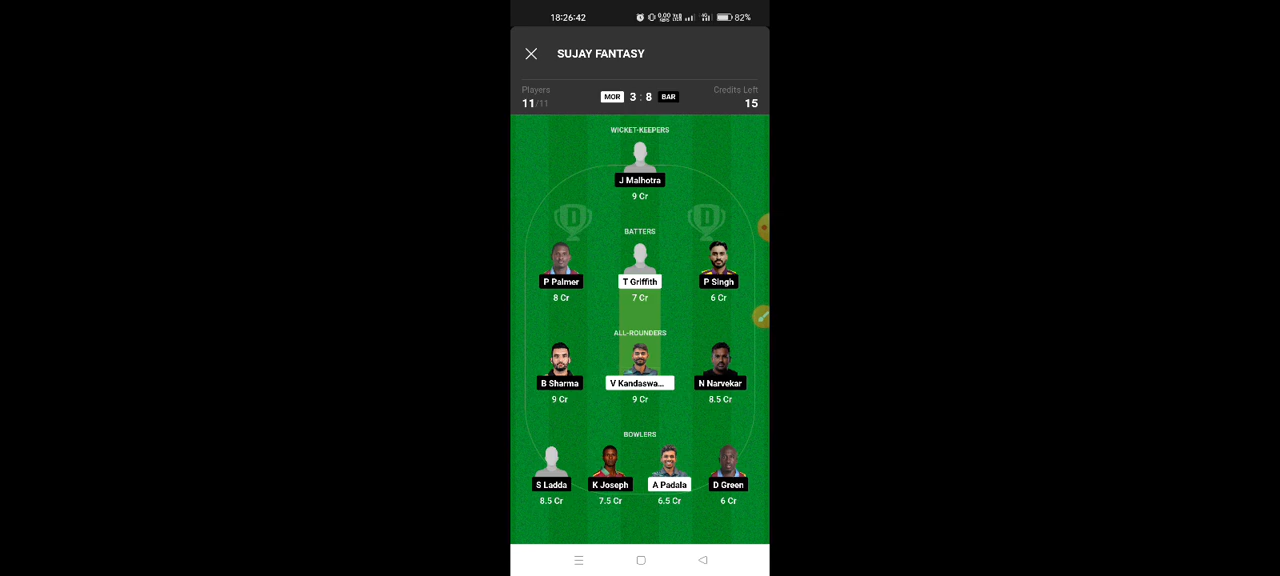 18:26:42 82%
SUJAY FANTASY
Players Credits Left
11/11 MOR 3 : 8 BAR 15
WICKET-KEEPERS
J Malhotra
9 Cr
BATTERS
P Palmer T Griffith P Singh
8 Cr 7 Cr 6 Cr
ALL-ROUNDERS
B Sharma V Kandaswa... N Narvekar
9 Cr 9 Cr 8.5 Cr
BOWLERS
S Ladda K Joseph A Padala D Green
8.5 Cr 7.5 Cr 6.5 Cr 6 Cr